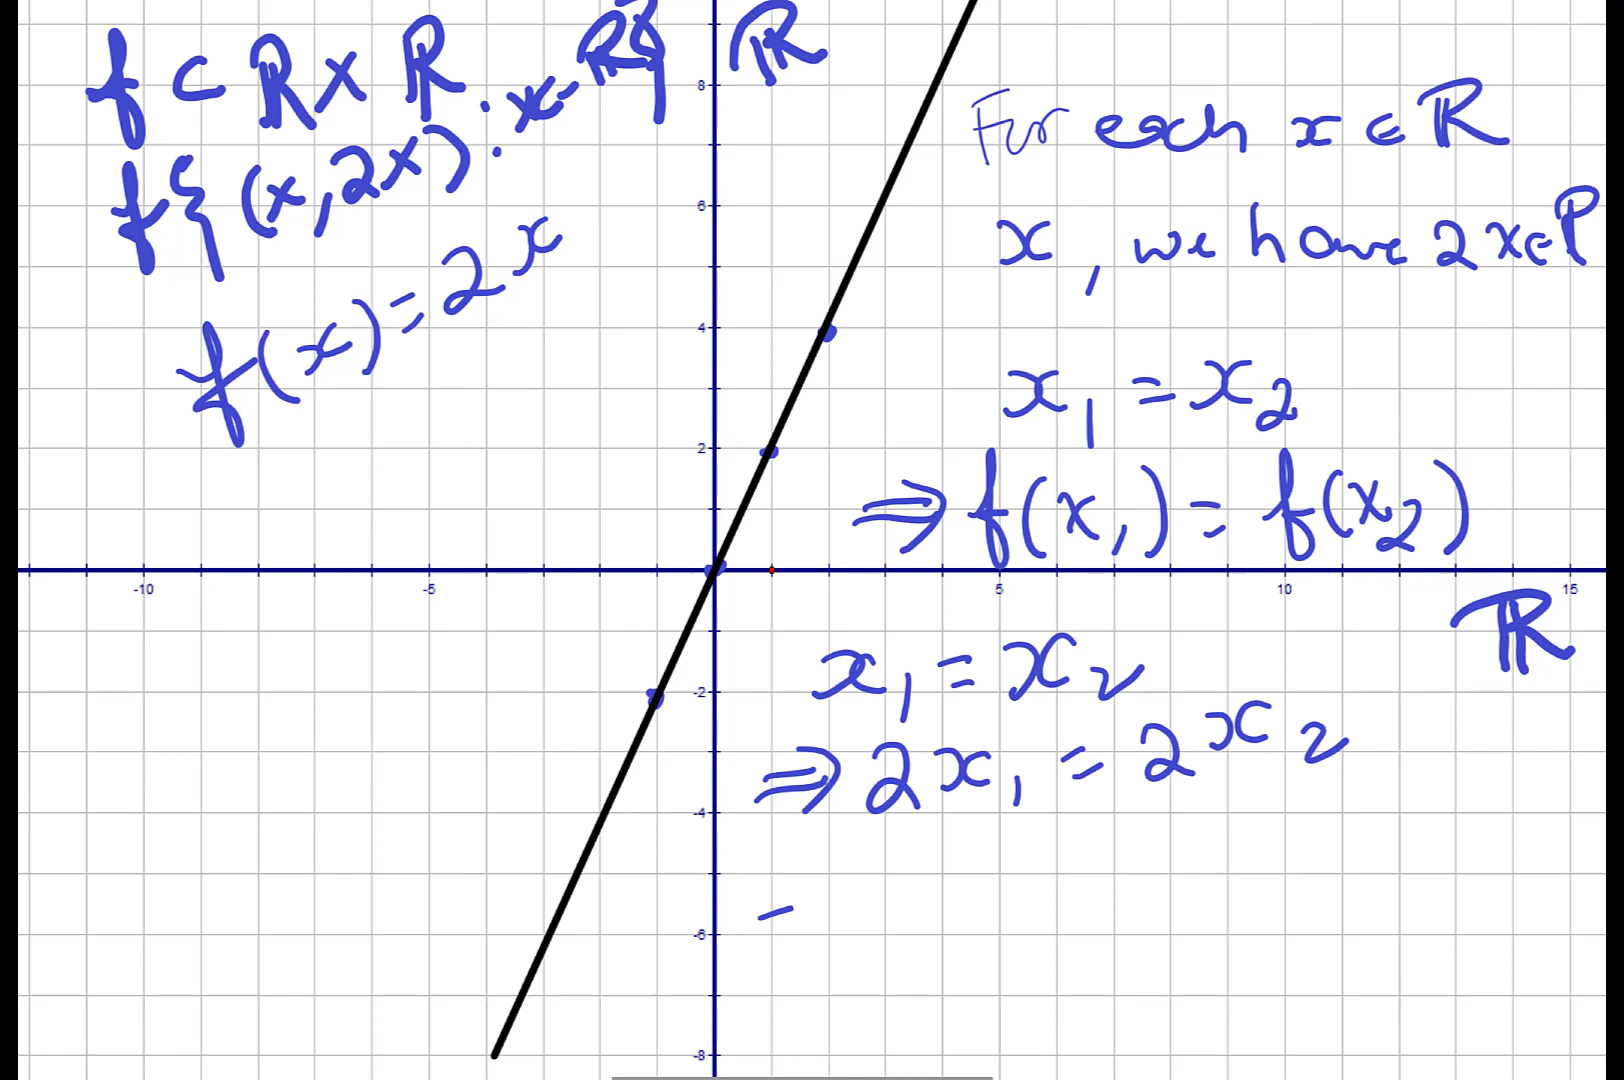 f ⊂ ℝ × ℝ
f{ (x, 2x) : x - ℝ}
f(x) = 2x
ℝ
For each x ∈ ℝ
x, we have 2x ∈ P
x₁ = x₂
⇒ f(x₁) = f(x₂)
ℝ
x₁ = x₂
⇒ 2x₁ = 2x₂
-
8
6
4
2
-10 -5 5 10 15
-2
-4
-6
-8